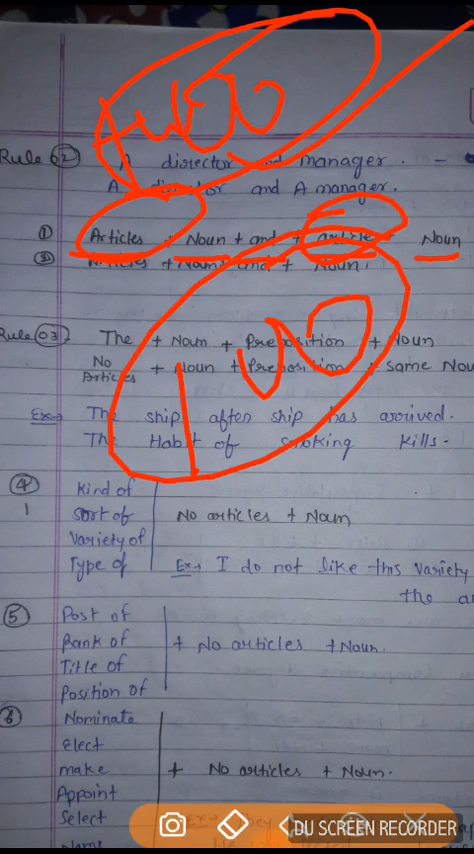 Rule 02) A director and manager. -
A director and A manager.
① Articles + Noun + and + article Noun
② Articles + Noun + and + Noun.
Rule 03) The + Noun + Preposition + Noun
No Articles + Noun + Preposition + same Nou
Ex→ The ship after ship has arrived.
The Habit of smoking kills.
④ Kind of
1 Sort of No articles + Noun
Variety of
Type of Ex→ I do not like this variety
the
⑤ Post of
Rank of + No articles + Noun.
Title of
Position of
⑥ Nominate
Elect
make + No articles + Noun.
Appoint
Select
Name
DU SCREEN RECORDER